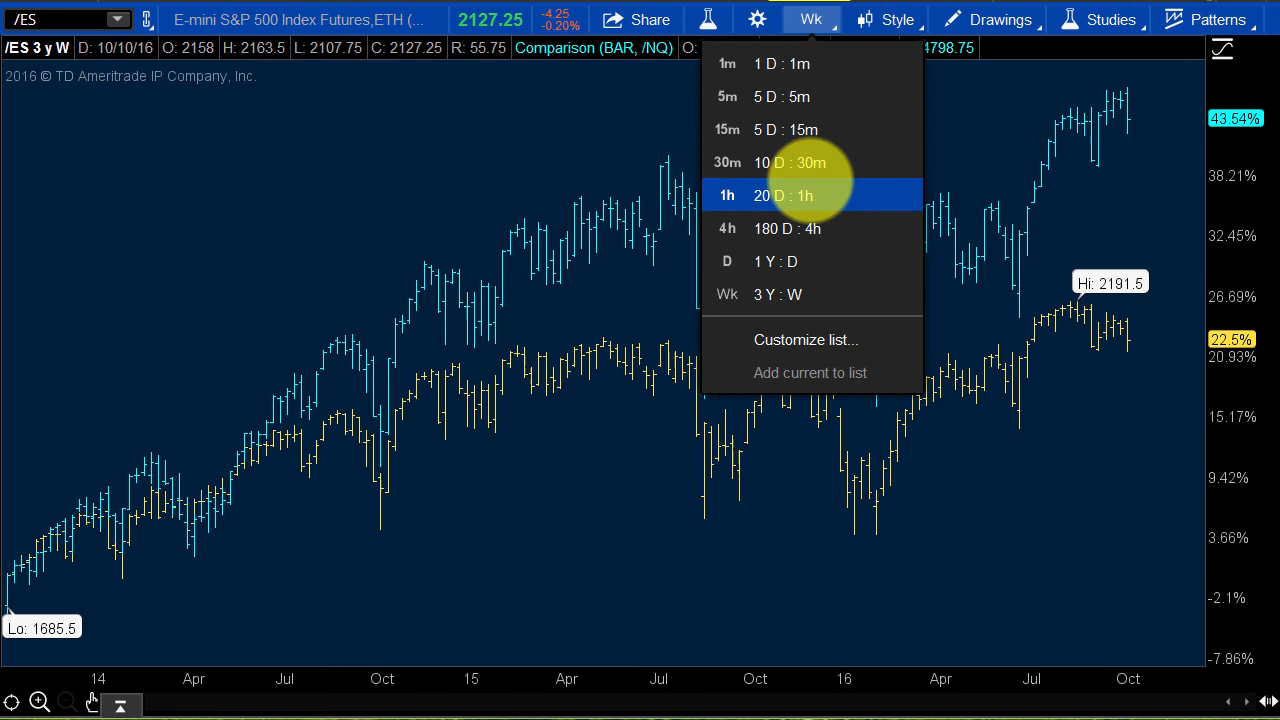 /ES E-mini S&P 500 Index Futures,ETH (... 2127.25 -4.25 -0.20% Share Wk Style Drawings Studies Patterns
/ES 3 y W D: 10/10/16 O: 2158 H: 2163.5 L: 2107.75 C: 2127.25 R: 55.75 Comparison (BAR, /NQ) O: 4798.75
2016 © TD Ameritrade IP Company, Inc.
1m 1 D : 1m
5m 5 D : 5m
15m 5 D : 15m
30m 10 D : 30m
1h 20 D : 1h
4h 180 D : 4h
D 1 Y : D
Wk 3 Y : W
Customize list...
Add current to list
43.54%
38.21%
32.45%
Hi: 2191.5
26.69%
22.5%
20.93%
15.17%
9.42%
3.66%
-2.1%
-7.86%
Lo: 1685.5
14 Apr Jul Oct 15 Apr Jul Oct 16 Apr Jul Oct